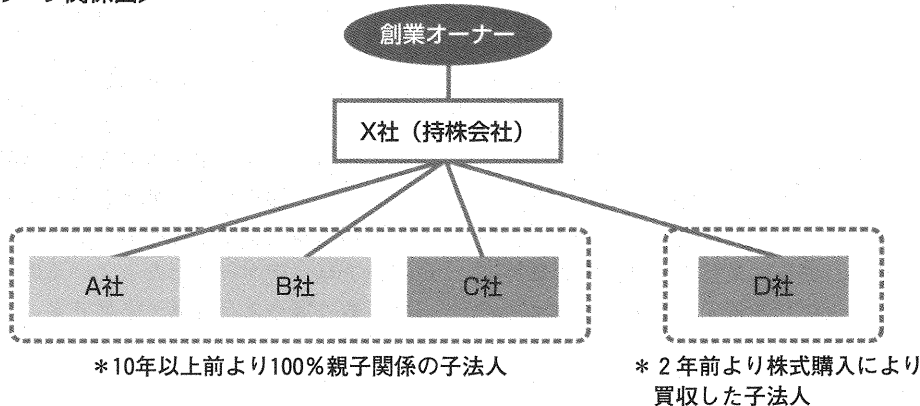 創業オーナー
X社（持株会社）
A社
B社
C社
D社
＊10年以上前より100％親子関係の子法人
＊2年前より株式購入により
買収した子法人